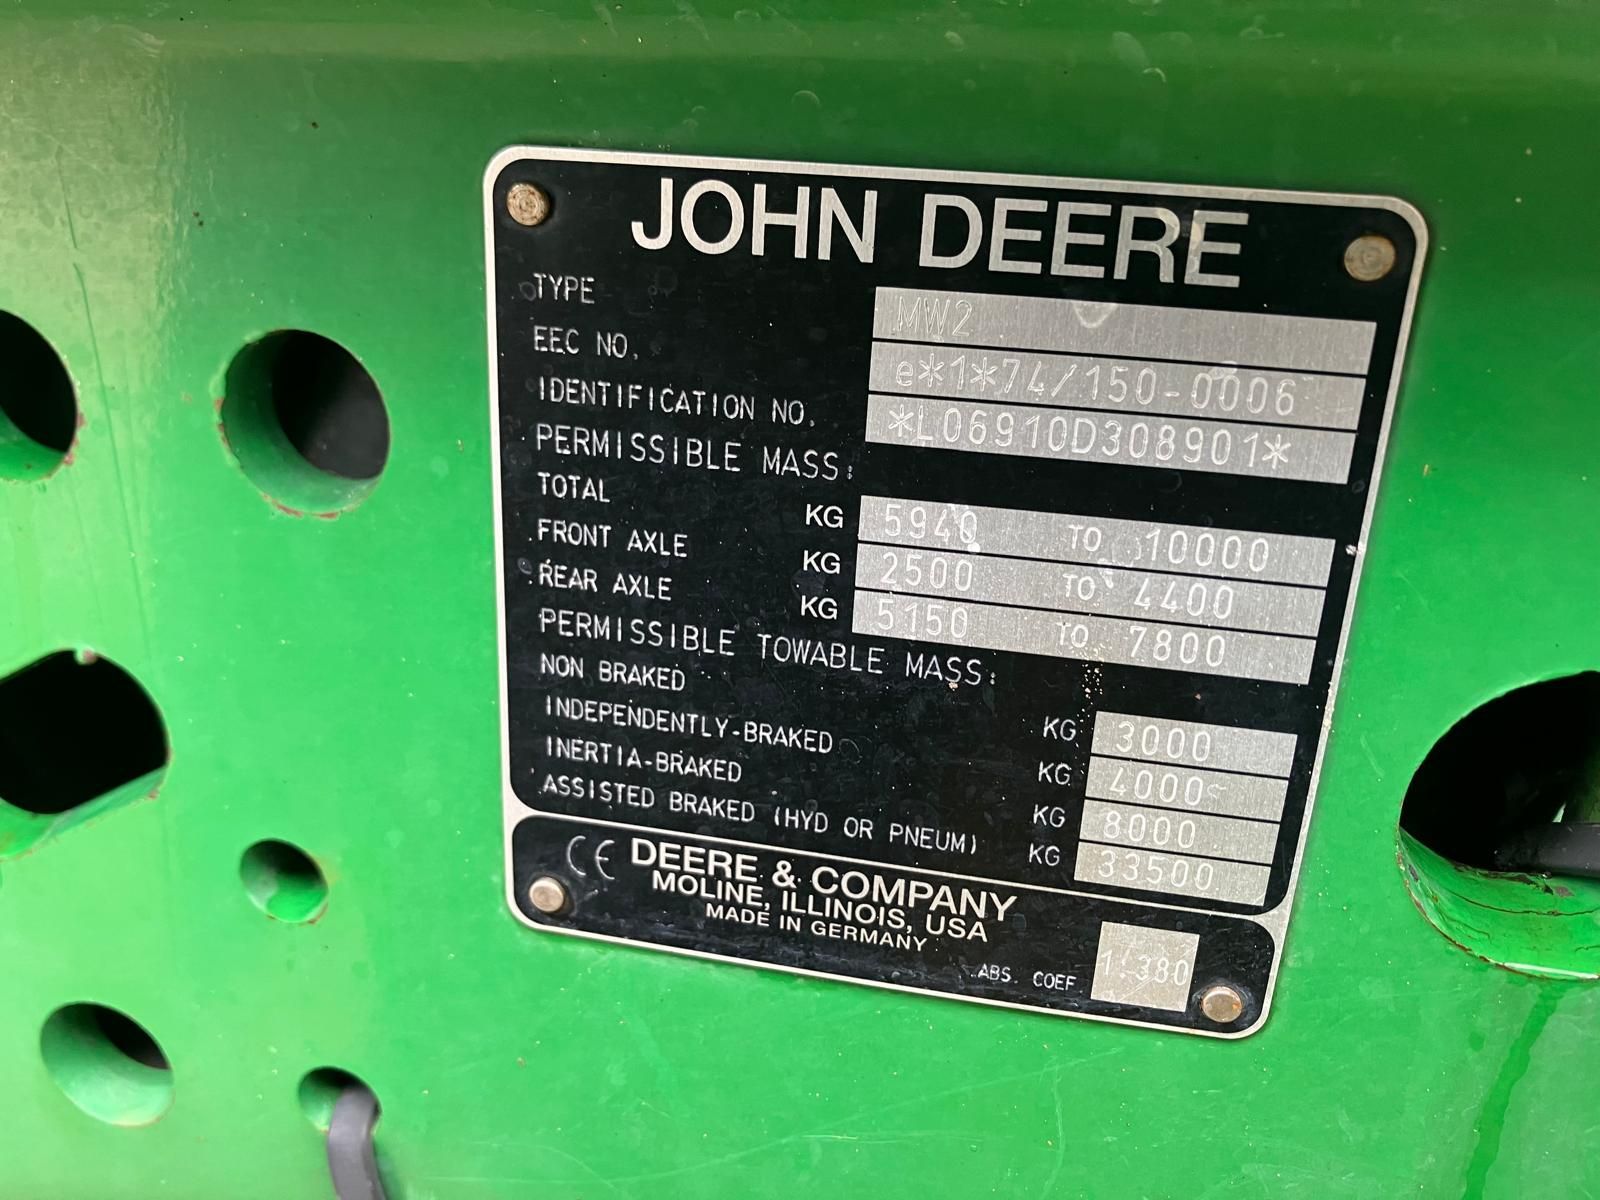 JOHN DEERE
TYPE MW2
EEC NO. e*1*74/150-0006
IDENTIFICATION NO. *L06910D308901*
PERMISSIBLE MASS:
TOTAL KG 5940 TO 10000
FRONT AXLE KG 2500 TO 4400
REAR AXLE KG 5150 TO 7800
PERMISSIBLE TOWABLE MASS:
NON BRAKED KG 3000
INDEPENDENTLY-BRAKED KG 4000
INERTIA-BRAKED KG 8000
ASSISTED BRAKED (HYD OR PNEUM) KG 33500
CE DEERE & COMPANY
MOLINE, ILLINOIS, USA
MADE IN GERMANY
ABS. COEF. 1.380